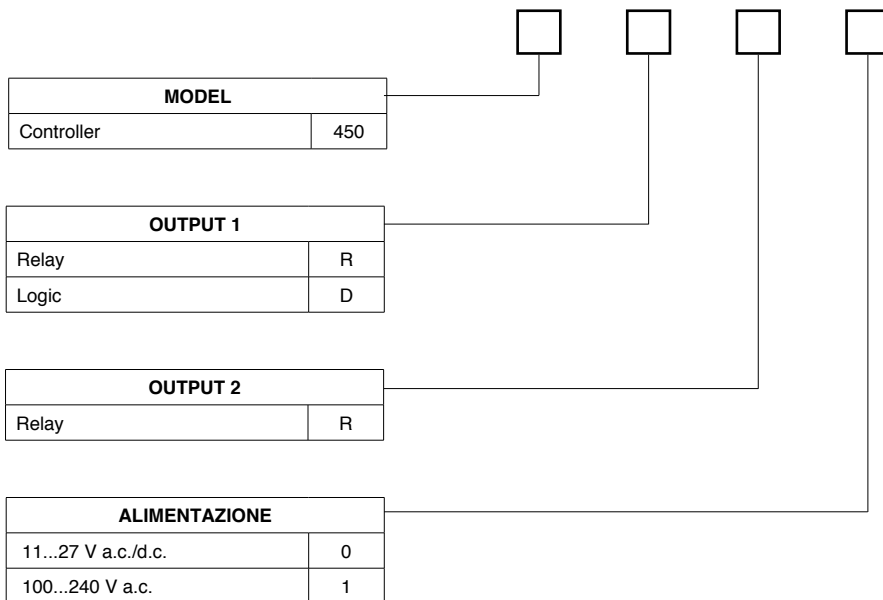 MODEL
Controller 450
OUTPUT 1
Relay R
Logic D
OUTPUT 2
Relay R
ALIMENTAZIONE
11...27 V a.c./d.c. 0
100...240 V a.c. 1